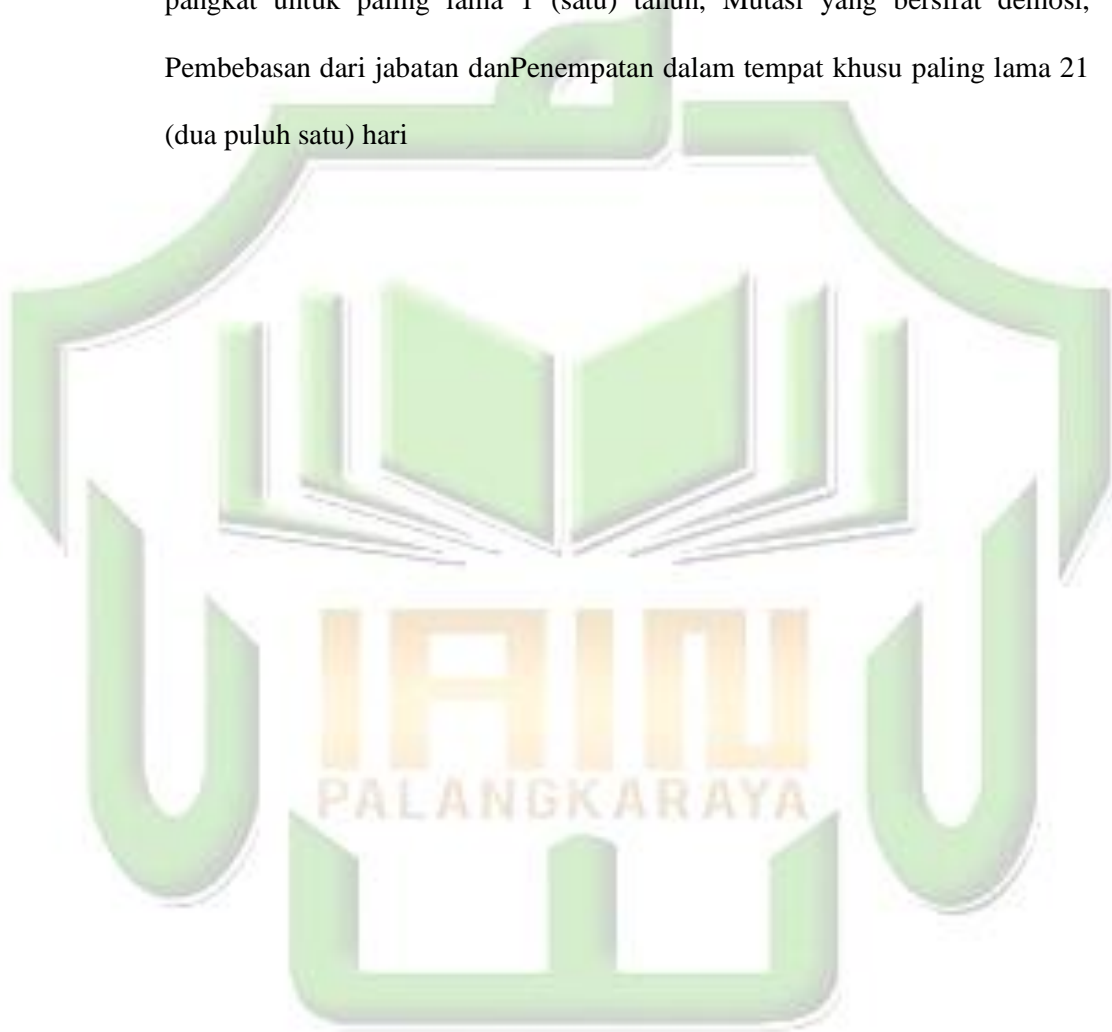 pangkat untuk paling lama 1 (satu) tahun, Mutasi yang bersifat demosi,
Pembebasan dari jabatan danPenempatan dalam tempat khusu paling lama 21
(dua puluh satu) hari
IAIN
PALANGKARAYA